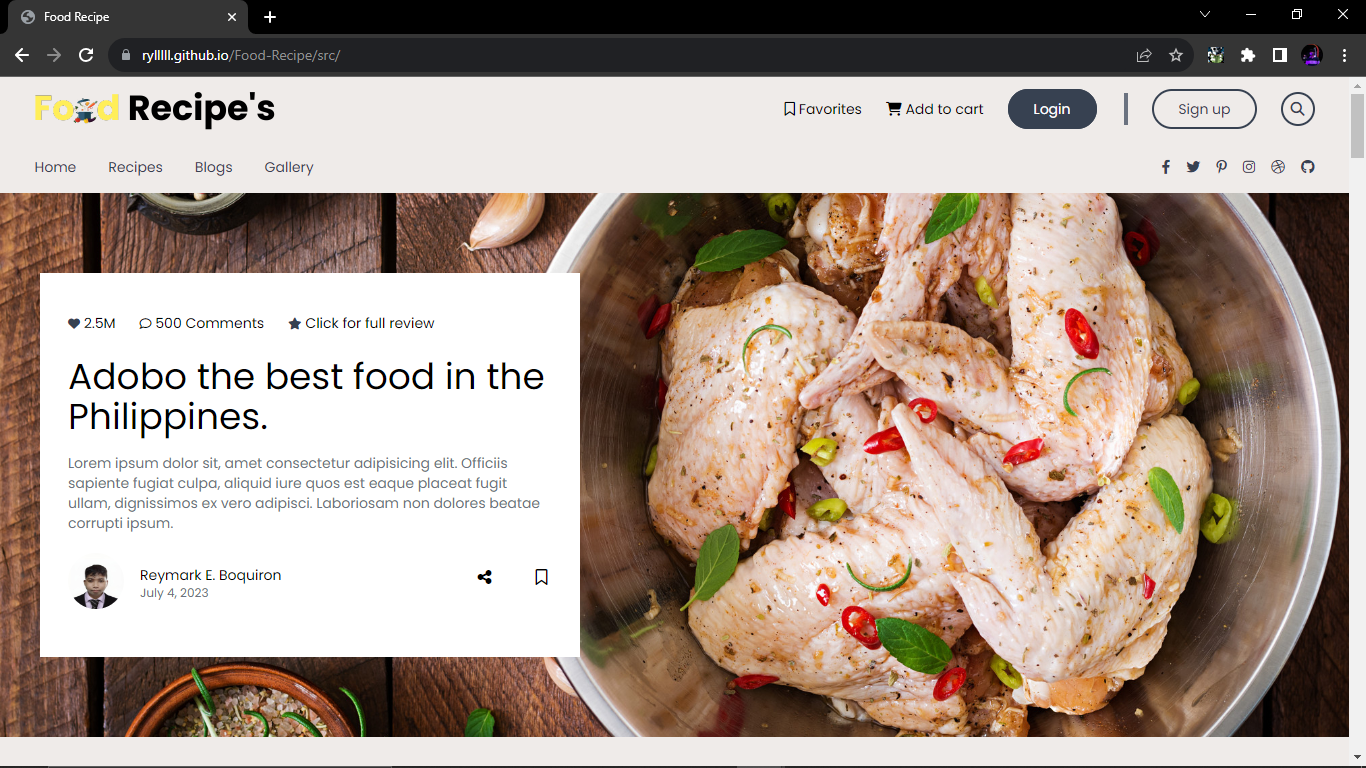 Food Recipe
rylllll.github.io/Food-Recipe/src/
Food Recipe's
Favorites
Add to cart
Login
Sign up
Home
Recipes
Blogs
Gallery
2.5M
500 Comments
Click for full review
Adobo the best food in the
Philippines.
Lorem ipsum dolor sit, amet consectetur adipisicing elit. Officiis
sapiente fugiat culpa, aliquid iure quos est eaque placeat fugit
ullam, dignissimos ex vero adipisci. Laboriosam non dolores beatae
corrupti ipsum.
Reymark E. Boquiron
July 4, 2023